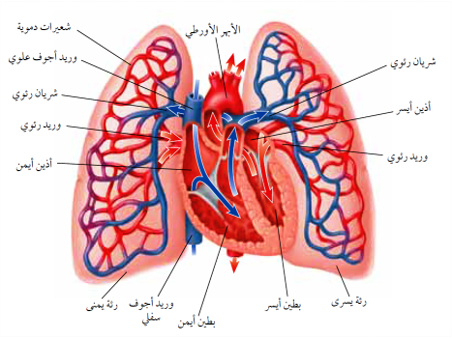 الأبهر الأورطي
شعيرات دموية
وريد أجوف علوي
شريان رئوي
وريد رئوي
أذين أيمن
شريان رئوي
أذين أيسر
وريد رئوي
رئة يمنى
وريد أجوف
سفلي
بطين أيمن
بطين أيسر
رئة يسرى